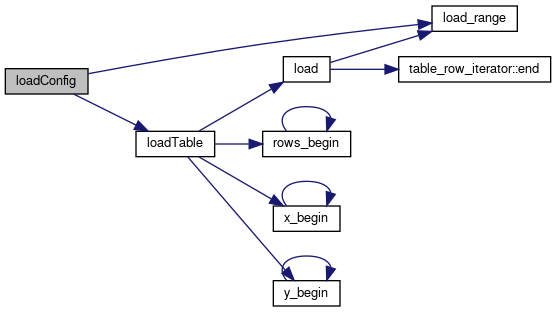 loadConfig
loadTable
load
load_range
table_row_iterator::end
rows_begin
x_begin
y_begin